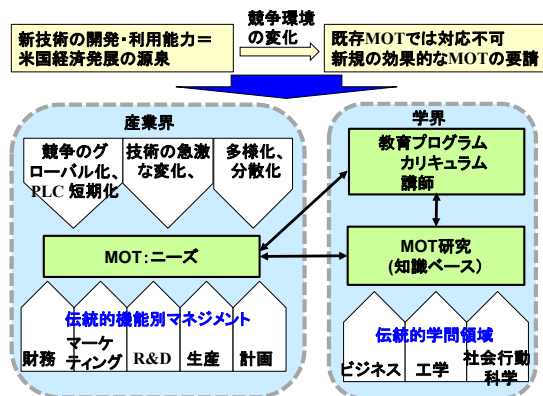 新技術の開発・利用能力＝
米国経済発展の源泉
競争環境
の変化
既存MOTでは対応不可
新規の効果的なMOTの要請
産業界
競争のグ
ローバル化、
PLC 短期化
技術の急激
な変化、
多様化、
分散化
MOT：ニーズ
伝統的機能別マネジメント
財務
マーケ
ティング
R&D
生産
計画
学界
教育プログラム
カリキュラム
講師
MOT研究
(知識ベース)
伝統的学問領域
ビジネス
工学
社会行動
科学